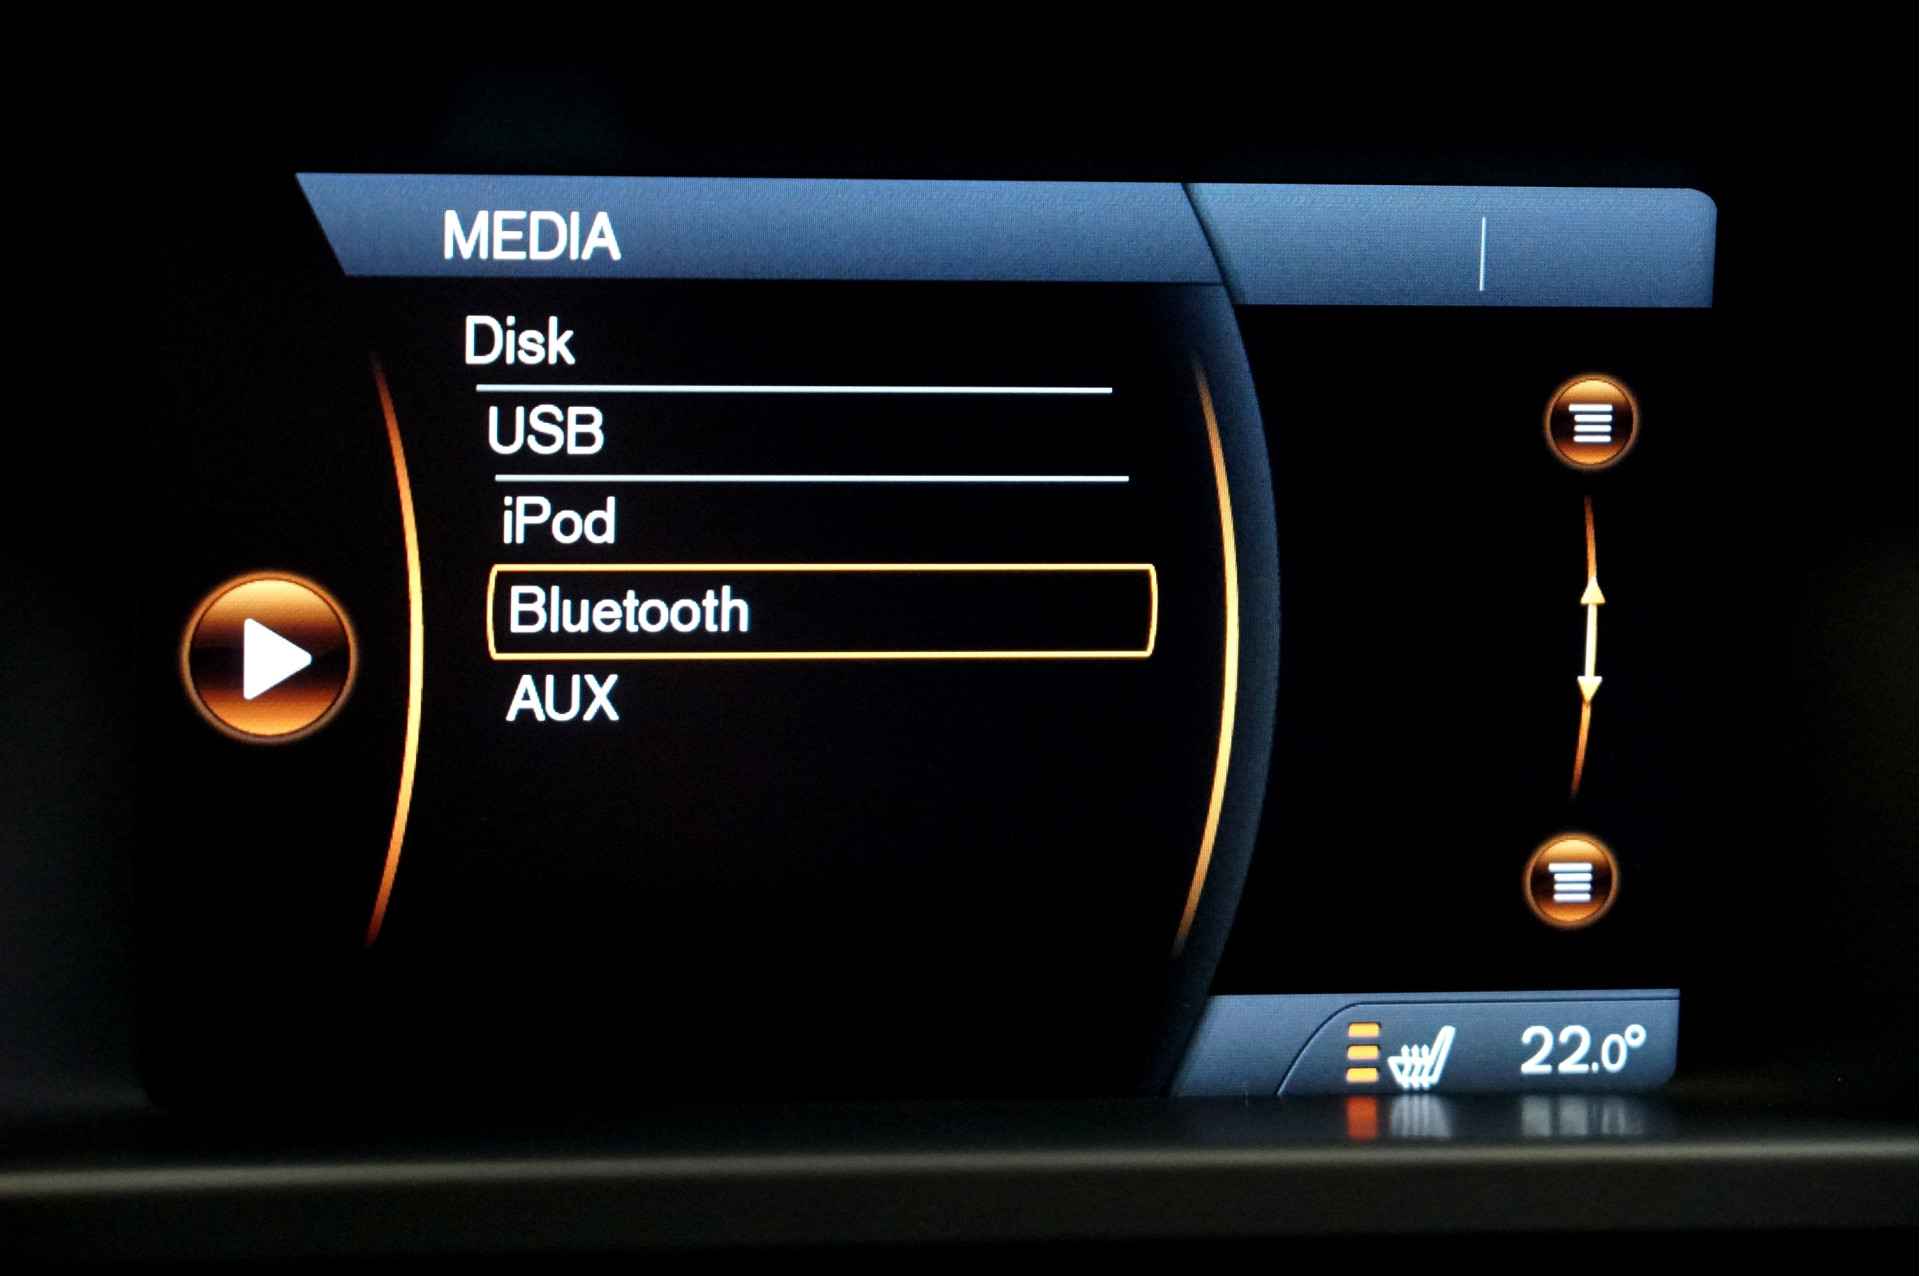 MEDIA
Disk
USB
iPod
Bluetooth
AUX
22.0°